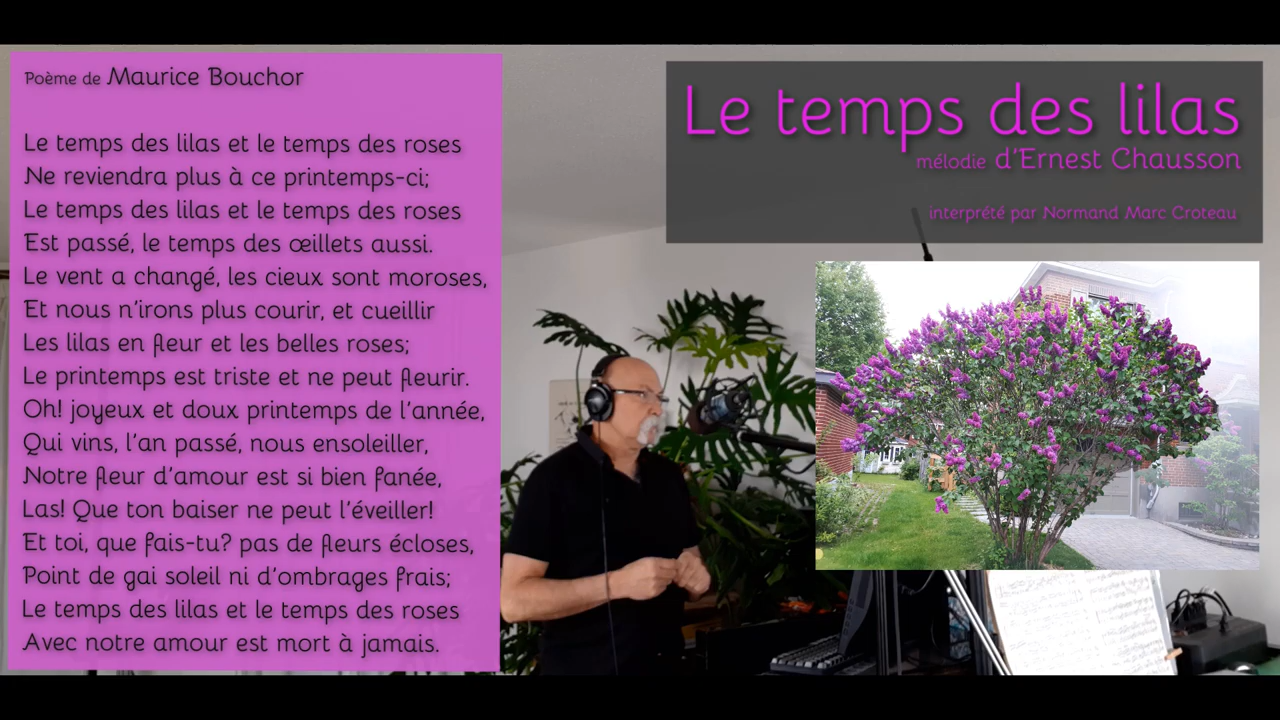 Poème de Maurice Bouchor
Le temps des lilas et le temps des roses
Ne reviendra plus à ce printemps-ci;
Le temps des lilas et le temps des roses
Est passé, le temps des œillets aussi.
Le vent a changé, les cieux sont moroses,
Et nous n'irons plus courir, et cueillir
Les lilas en fleur et les belles roses;
Le printemps est triste et ne peut fleurir.
Oh! joyeux et doux printemps de l'année,
Qui vins, l'an passé, nous ensoleiller,
Notre fleur d'amour est si bien fanée,
Las! Que ton baiser ne peut l'éveiller!
Et toi, que fais-tu? pas de fleurs écloses,
Point de gai soleil ni d'ombrages frais;
Le temps des lilas et le temps des roses
Avec notre amour est mort à jamais.
Le temps des lilas
mélodie d'Ernest Chausson
interprété par Normand Marc Croteau